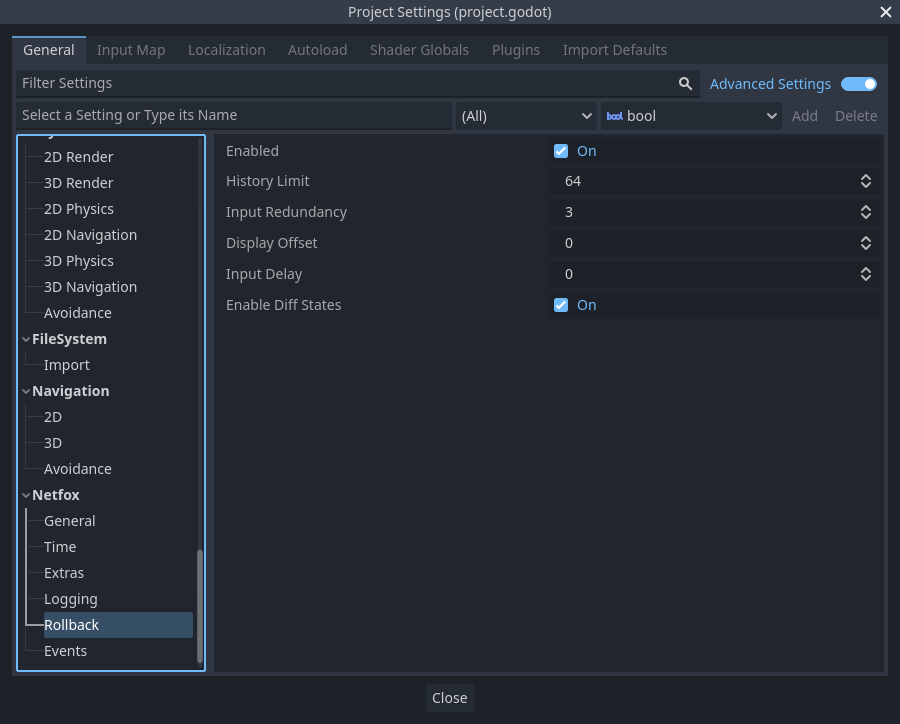 Project Settings (project.godot)
General Input Map Localization Autoload Shader Globals Plugins Import Defaults
Filter Settings Advanced Settings
Select a Setting or Type its Name (All) bool bool Add Delete
2D Render
3D Render
2D Physics
2D Navigation
3D Physics
3D Navigation
Avoidance
FileSystem
Import
Navigation
2D
3D
Avoidance
Netfox
General
Time
Extras
Logging
Rollback
Events
Enabled On
History Limit 64
Input Redundancy 3
Display Offset 0
Input Delay 0
Enable Diff States On
Close